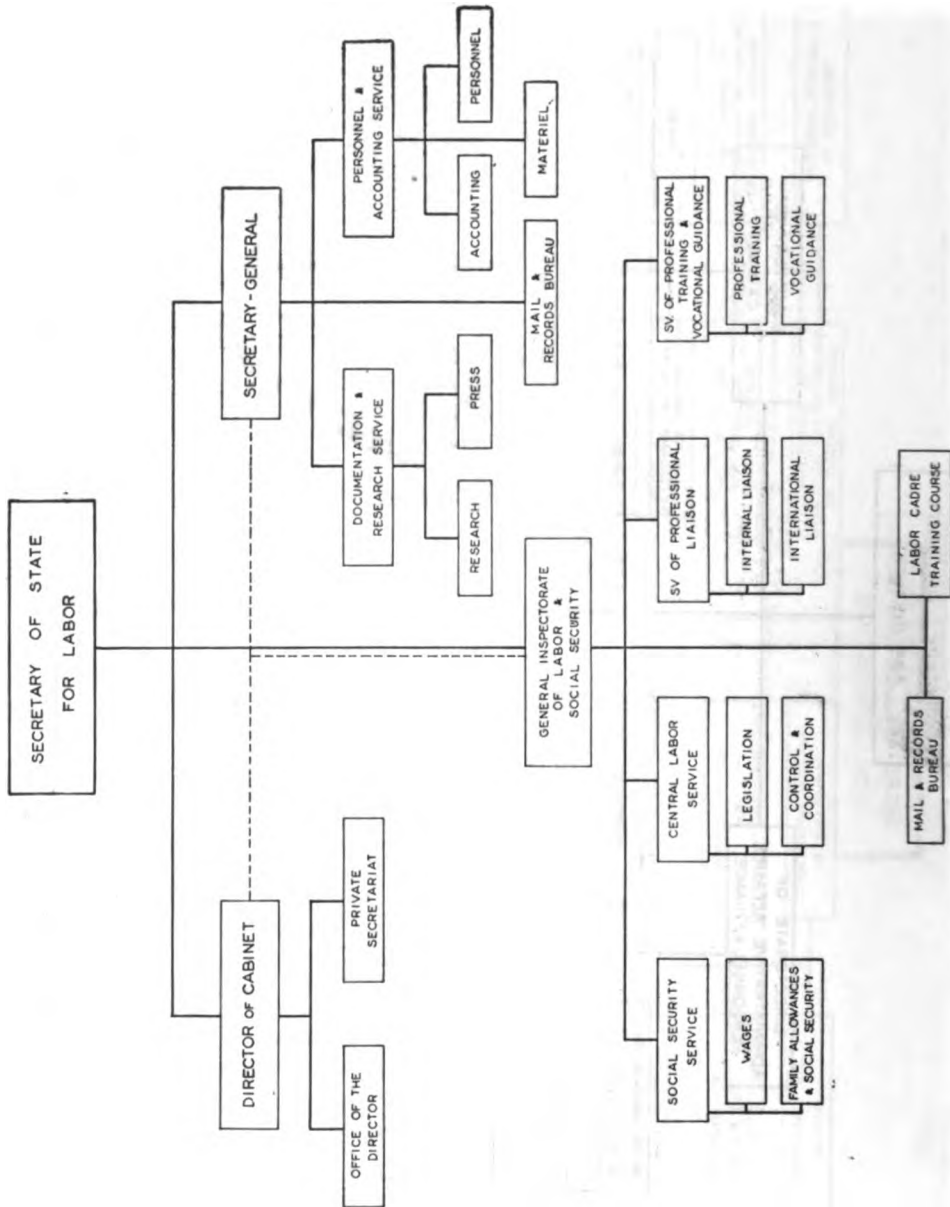 SECRETARY OF STATE
FOR LABOR
DIRECTOR OF CABINET
SECRETARY-GENERAL
OFFICE OF THE
DIRECTOR
PRIVATE
SECRETARIAT
DOCUMENTATION &
RESEARCH SERVICE
PERSONNEL &
ACCOUNTING SERVICE
RESEARCH
PRESS
ACCOUNTING
PERSONNEL
MAIL &
RECORDS BUREAU
MATERIEL
GENERAL INSPECTORATE
OF LABOR &
SOCIAL SECURITY
SOCIAL SECURITY
SERVICE
WAGES
FAMILY ALLOWANCES
& SOCIAL SECURITY
CENTRAL LABOR
SERVICE
LEGISLATION
CONTROL &
COORDINATION
SV OF PROFESSIONAL
LIAISON
INTERNAL LIAISON
INTERNATIONAL
LIAISON
SV. OF PROFESSIONAL
TRAINING &
VOCATIONAL GUIDANCE
PROFESSIONAL
TRAINING
VOCATIONAL
GUIDANCE
MAIL & RECORDS
BUREAU
LABOR CADRE
TRAINING COURSE